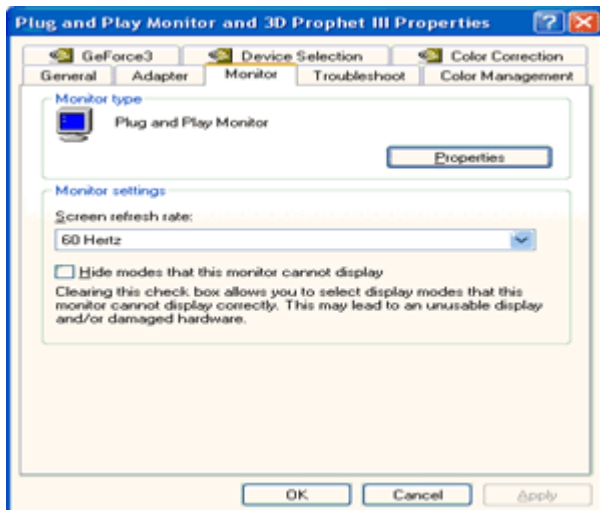 Plug and Play Monitor and 3D Prophet III Properties
GeForce3 Device Selection Color Correction
General Adapter Monitor Troubleshoot Color Management
Monitor type
Plug and Play Monitor
Properties
Monitor settings
Screen refresh rate:
60 Hertz
Hide modes that this monitor cannot display
Clearing this check box allows you to select display modes that this
monitor cannot display correctly. This may lead to an unusable display
and/or damaged hardware.
OK Cancel Apply